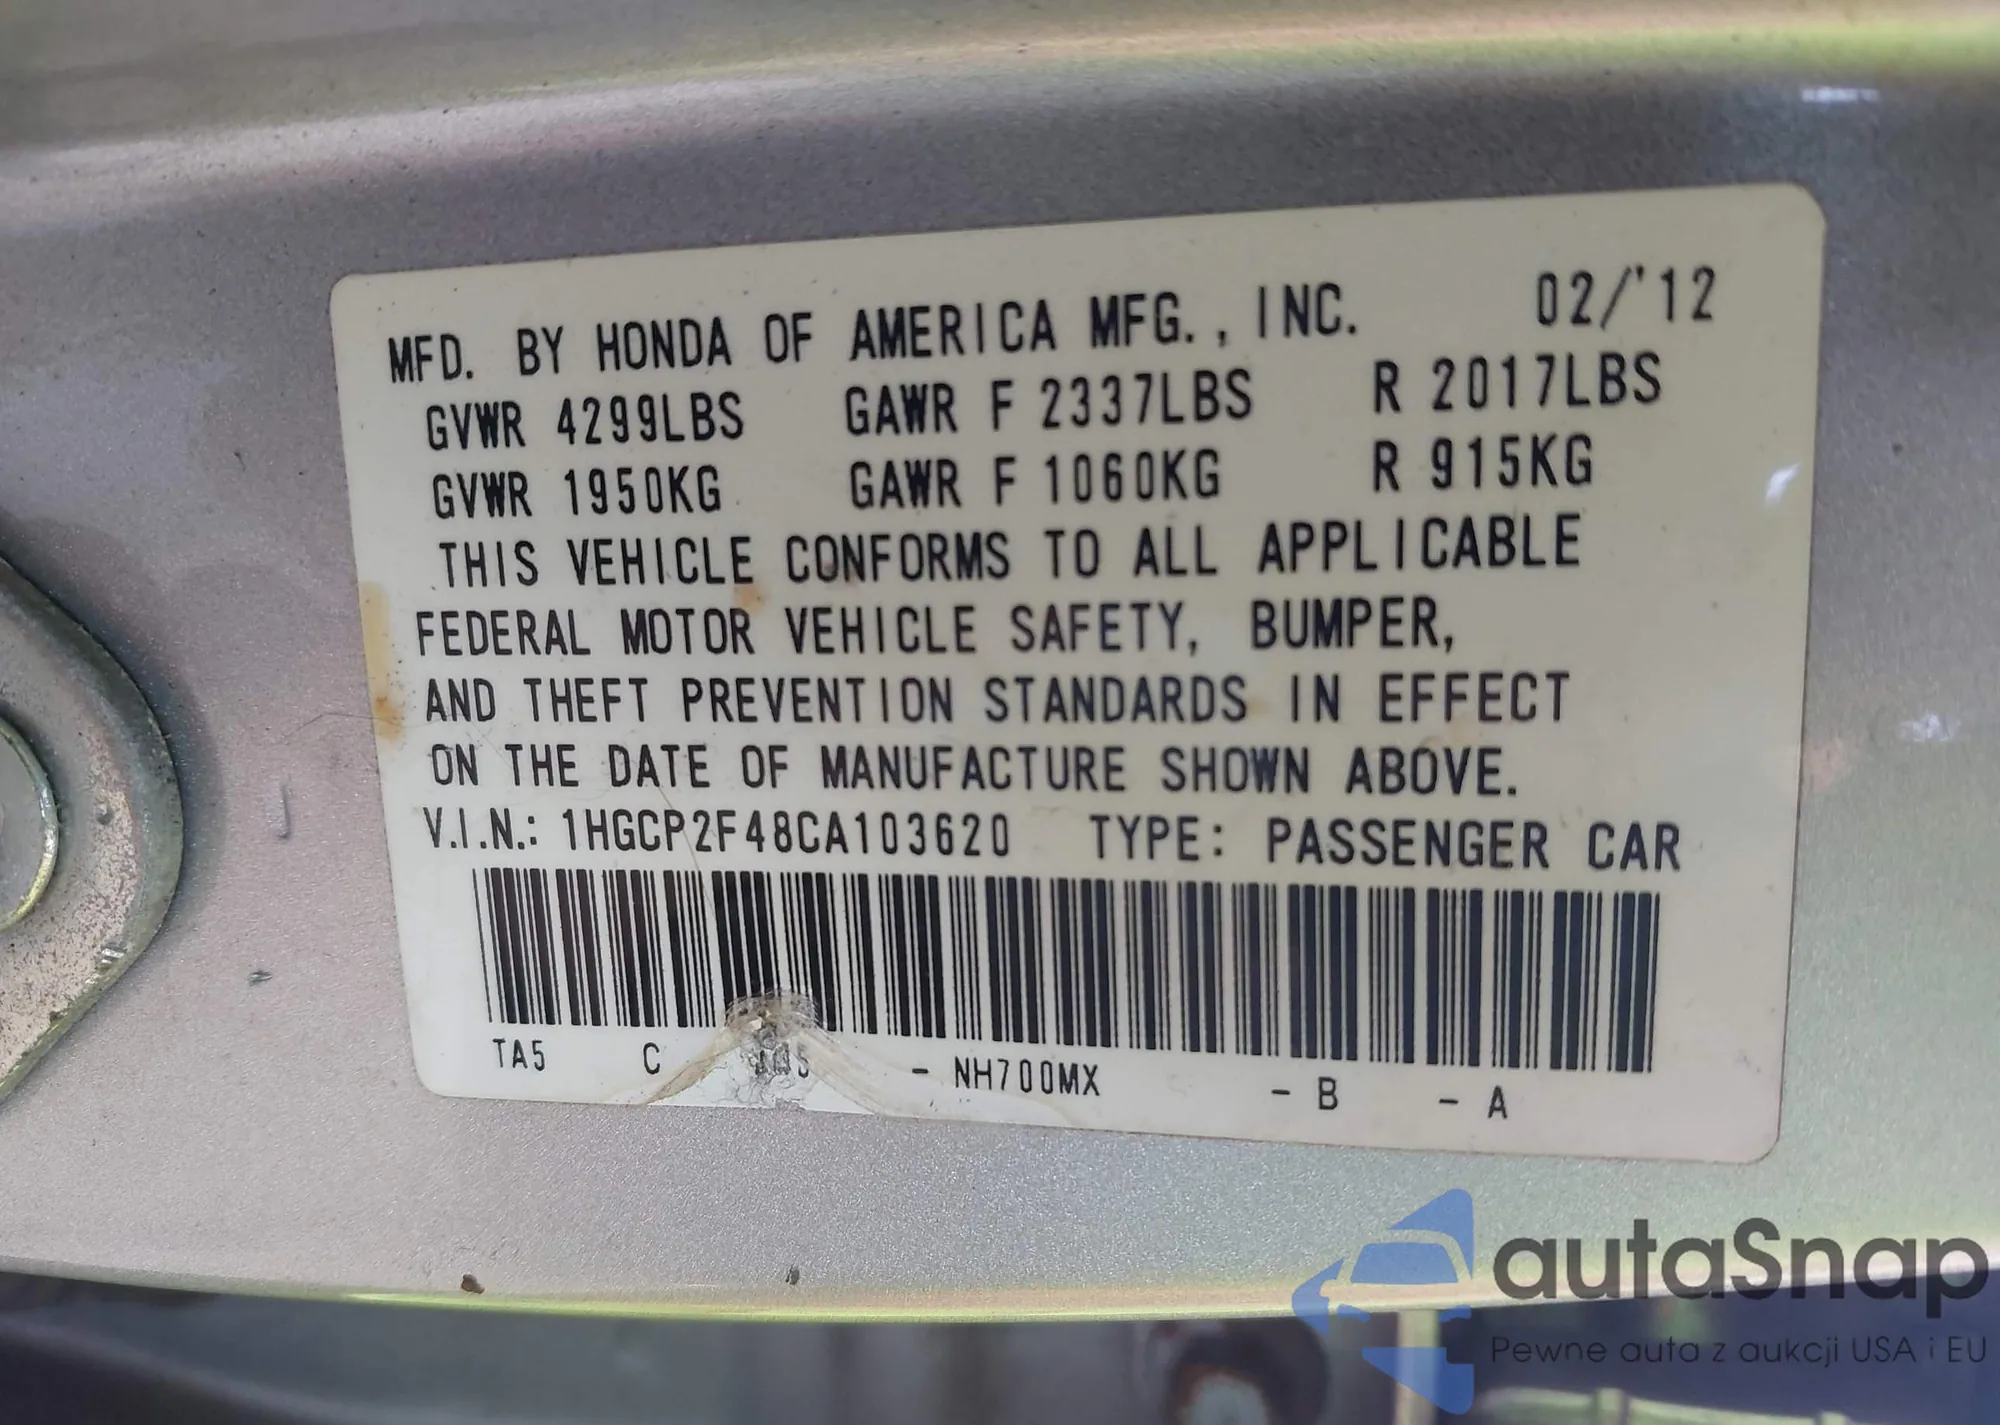 MFD. BY HONDA OF AMERICA MFG., INC. 02/'12
GVWR 4299LBS GAWR F 2337LBS R 2017LBS
GVWR 1950KG GAWR F 1060KG R 915KG
THIS VEHICLE CONFORMS TO ALL APPLICABLE
FEDERAL MOTOR VEHICLE SAFETY, BUMPER,
AND THEFT PREVENTION STANDARDS IN EFFECT
ON THE DATE OF MANUFACTURE SHOWN ABOVE.
V.I.N.: 1HGCP2F48CA103620 TYPE: PASSENGER CAR
TA5 C - NH700MX - B - A
autaSnap
Pewne auta z aukcji USA i EU